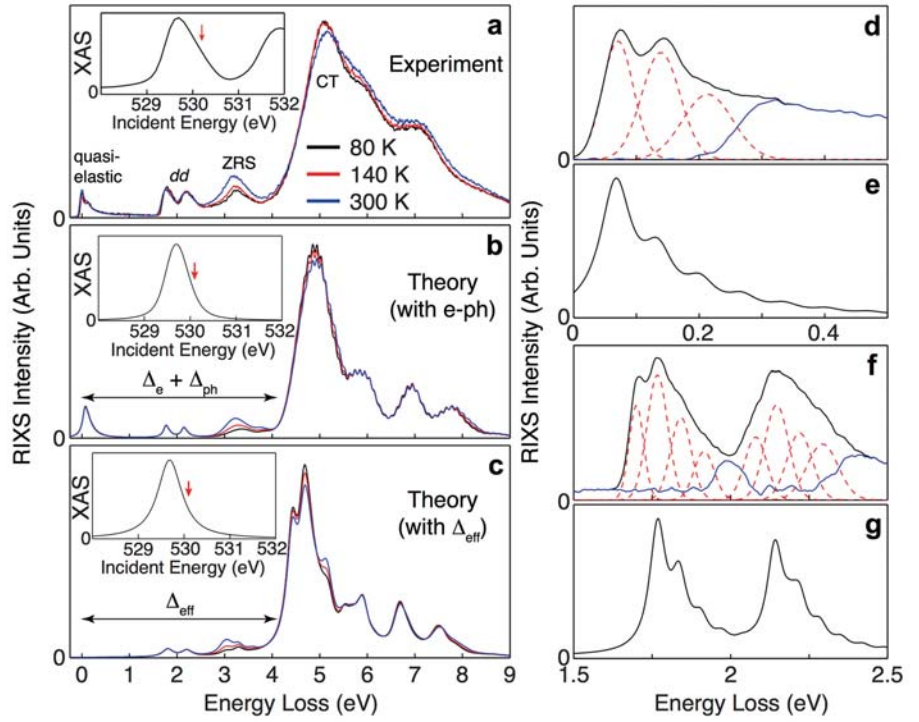 a
XAS
0
529 530 531 532
Incident Energy (eV)
Experiment
CT
quasi-
elastic
dd
ZRS
80 K
140 K
300 K
0
b
XAS
0
529 530 531 532
Incident Energy (eV)
Theory
(with e-ph)
Δe + Δph
0
c
XAS
0
529 530 531 532
Incident Energy (eV)
Theory
(with Δeff)
Δeff
0
0 1 2 3 4 5 6 7 8 9
Energy Loss (eV)
RIXS Intensity (Arb. Units)
d
0
e
0
0 0.2 0.4
RIXS Intensity (Arb. Units)
f
0
g
0
1.5 2 2.5
Energy Loss (eV)